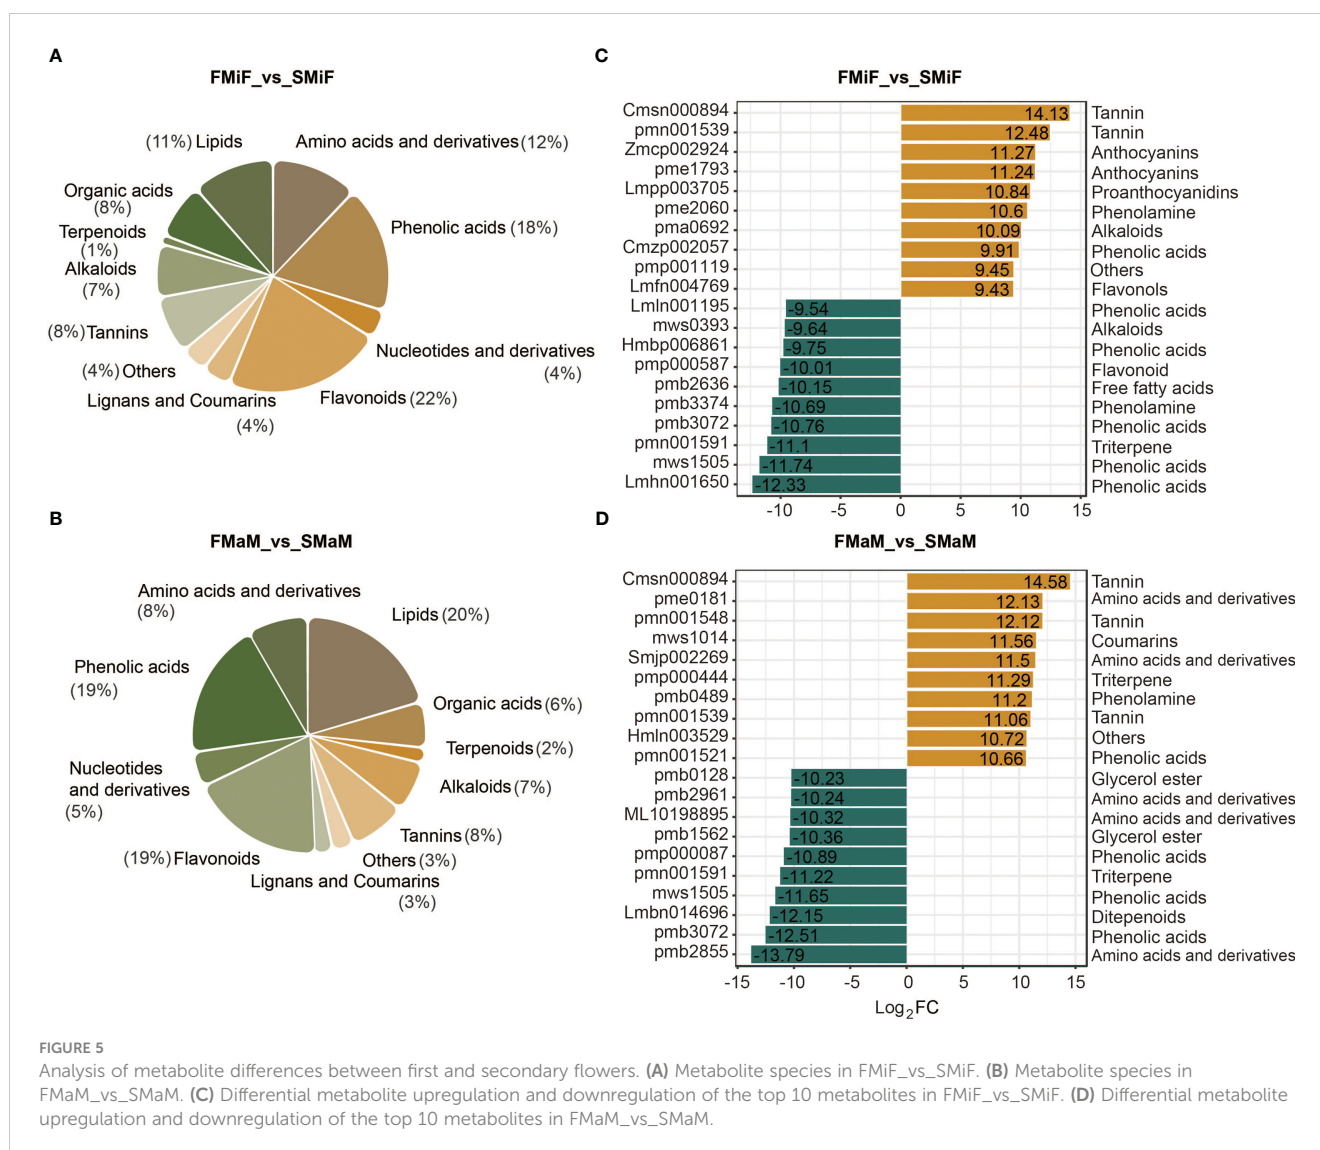 A
FMiF_vs_SMiF
(11%) Lipids
Amino acids and derivatives (12%)
Organic acids
(8%)
Phenolic acids (18%)
Terpenoids
(1%)
Alkaloids
(7%)
(8%) Tannins
Nucleotides and derivatives
(4%)
(4%) Others
Lignans and Coumarins
(4%)
Flavonoids (22%)
B
FMaM_vs_SMaM
Amino acids and derivatives
(8%)
Lipids (20%)
Phenolic acids
(19%)
Organic acids (6%)
Terpenoids (2%)
Nucleotides
and derivatives
(5%)
Alkaloids (7%)
Tannins (8%)
(19%) Flavonoids
Others (3%)
Lignans and Coumarins
(3%)
C
FMiF_vs_SMiF
Cmsn000894 14.13 Tannin
pmn001539 12.48 Tannin
Zmcp002924 11.27 Anthocyanins
pme1793 11.24 Anthocyanins
Lmpp003705 10.84 Proanthocyanidins
pme2060 10.6 Phenolamine
pma0692 10.09 Alkaloids
Cmzp002057 9.91 Phenolic acids
pmp001119 9.45 Others
Lmfn004769 9.43 Flavonols
Lmln001195 -9.54 Phenolic acids
mws0393 -9.64 Alkaloids
Hmbp006861 -9.75 Phenolic acids
pmp000587 -10.01 Flavonoid
pmb2636 -10.15 Free fatty acids
pmb3374 -10.69 Phenolamine
pmb3072 -10.76 Phenolic acids
pmn001591 -11.1 Triterpene
mws1505 -11.74 Phenolic acids
Lmhn001650 -12.33 Phenolic acids
-10 -5 0 5 10 15
D
FMaM_vs_SMaM
Cmsn000894 14.58 Tannin
pme0181 12.13 Amino acids and derivatives
pmn001548 12.12 Tannin
mws1014 11.56 Coumarins
Smjp002269 11.5 Amino acids and derivatives
pmp000444 11.29 Triterpene
pmb0489 11.2 Phenolamine
pmn001539 11.06 Tannin
Hmln003529 10.72 Others
pmn001521 10.66 Phenolic acids
pmb0128 -10.23 Glycerol ester
pmb2961 -10.24 Amino acids and derivatives
ML10198895 -10.32 Amino acids and derivatives
pmb1562 -10.36 Glycerol ester
pmp000087 -10.89 Phenolic acids
pmn001591 -11.22 Triterpene
mws1505 -11.65 Phenolic acids
Lmbn014696 -12.15 Ditepenoids
pmb3072 -12.51 Phenolic acids
pmb2855 -13.79 Amino acids and derivatives
-15 -10 -5 0 5 10 15
Log2FC
FIGURE 5
Analysis of metabolite differences between first and secondary flowers. (A) Metabolite species in FMiF_vs_SMiF. (B) Metabolite species in
FMaM_vs_SMaM. (C) Differential metabolite upregulation and downregulation of the top 10 metabolites in FMiF_vs_SMiF. (D) Differential metabolite
upregulation and downregulation of the top 10 metabolites in FMaM_vs_SMaM.